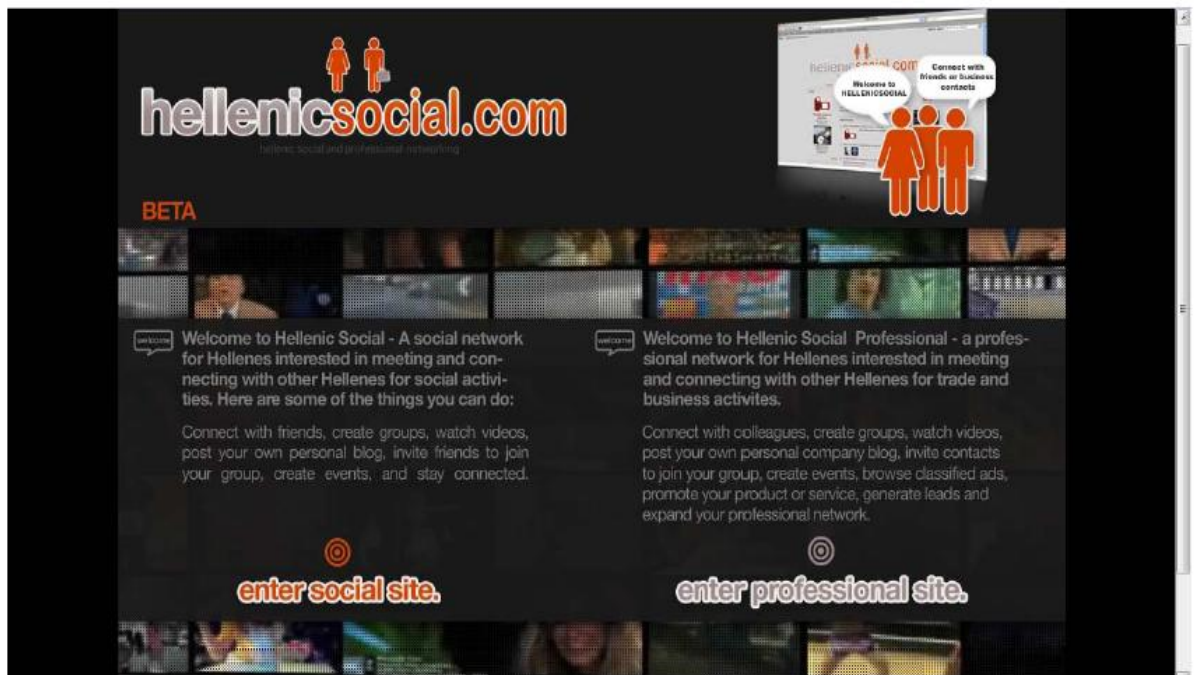 hellenicsocial.com
hellenic social and professional networking
hellenicsocial.com
Welcome to
HELLENICSOCIAL
Connect with
friends or business
contacts
BETA
welcome
Welcome to Hellenic Social - A social network
for Hellenes interested in meeting and con-
necting with other Hellenes for social activi-
ties. Here are some of the things you can do:
Connect with friends, create groups, watch videos,
post your own personal blog, invite friends to join
your group, create events, and stay connected.
enter social site.
welcome
Welcome to Hellenic Social Professional - a profes-
sional network for Hellenes interested in meeting
and connecting with other Hellenes for trade and
business activites.
Connect with colleagues, create groups, watch videos,
post your own personal company blog, invite contacts
to join your group, create events, browse classified ads,
promote your product or service, generate leads and
expand your professional network.
enter professional site.